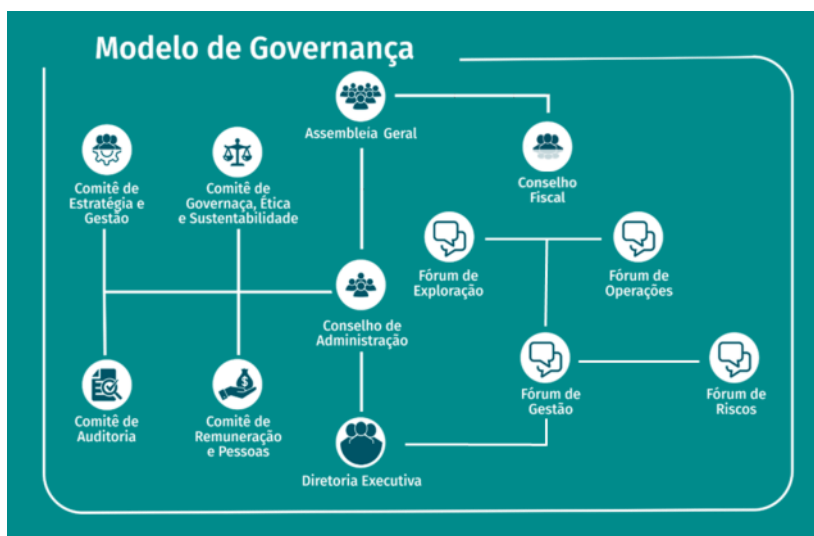 Modelo de Governança
Assembleia Geral
Comitê de
Estratégia e
Gestão
Comitê de
Governaça, Ética
e Sustentabilidade
Conselho
Fiscal
Fórum de
Exploração
Fórum de
Operações
Conselho de
Administração
Comitê de
Auditoria
Comitê de
Remuneração
e Pessoas
Fórum de
Gestão
Fórum de
Riscos
Diretoria Executiva